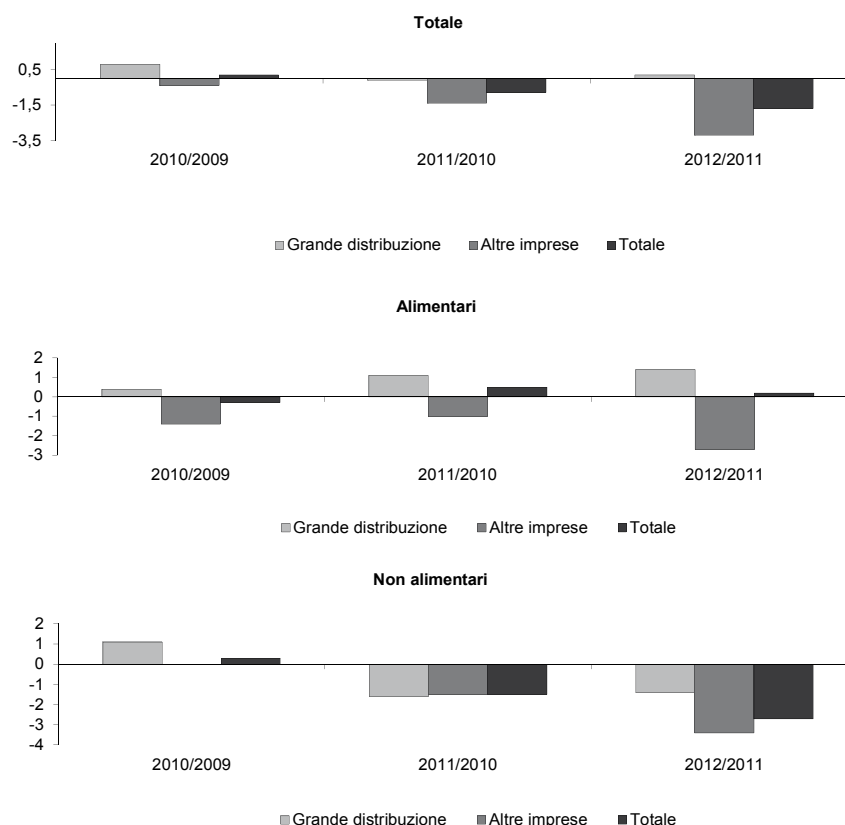 Totale
0,5
-1,5
-3,5
2010/2009 2011/2010 2012/2011
Grande distribuzione Altre imprese Totale
Alimentari
2
1
0
-1
-2
-3
2010/2009 2011/2010 2012/2011
Grande distribuzione Altre imprese Totale
Non alimentari
2
1
0
-1
-2
-3
-4
2010/2009 2011/2010 2012/2011
Grande distribuzione Altre imprese Totale